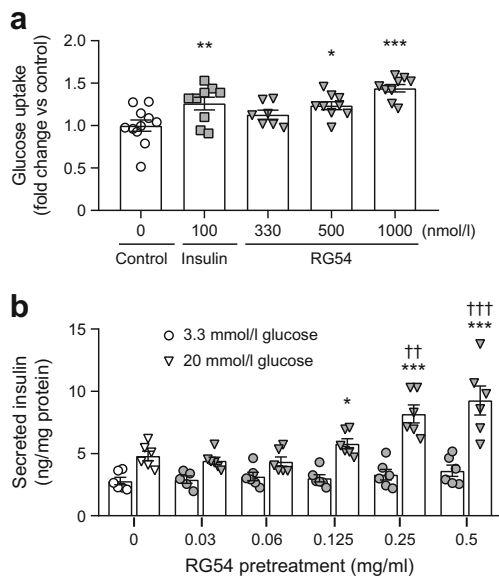 a
Glucose uptake
(fold change vs control)
2.0
1.5
1.0
0.5
0
** * ***
0 100 330 500 1000 (nmol/l)
Control Insulin RG54
b
Secreted insulin
(ng/mg protein)
15
10
5
0
3.3 mmol/l glucose
20 mmol/l glucose
*
††
***
†††
***
0 0.03 0.06 0.125 0.25 0.5
RG54 pretreatment (mg/ml)